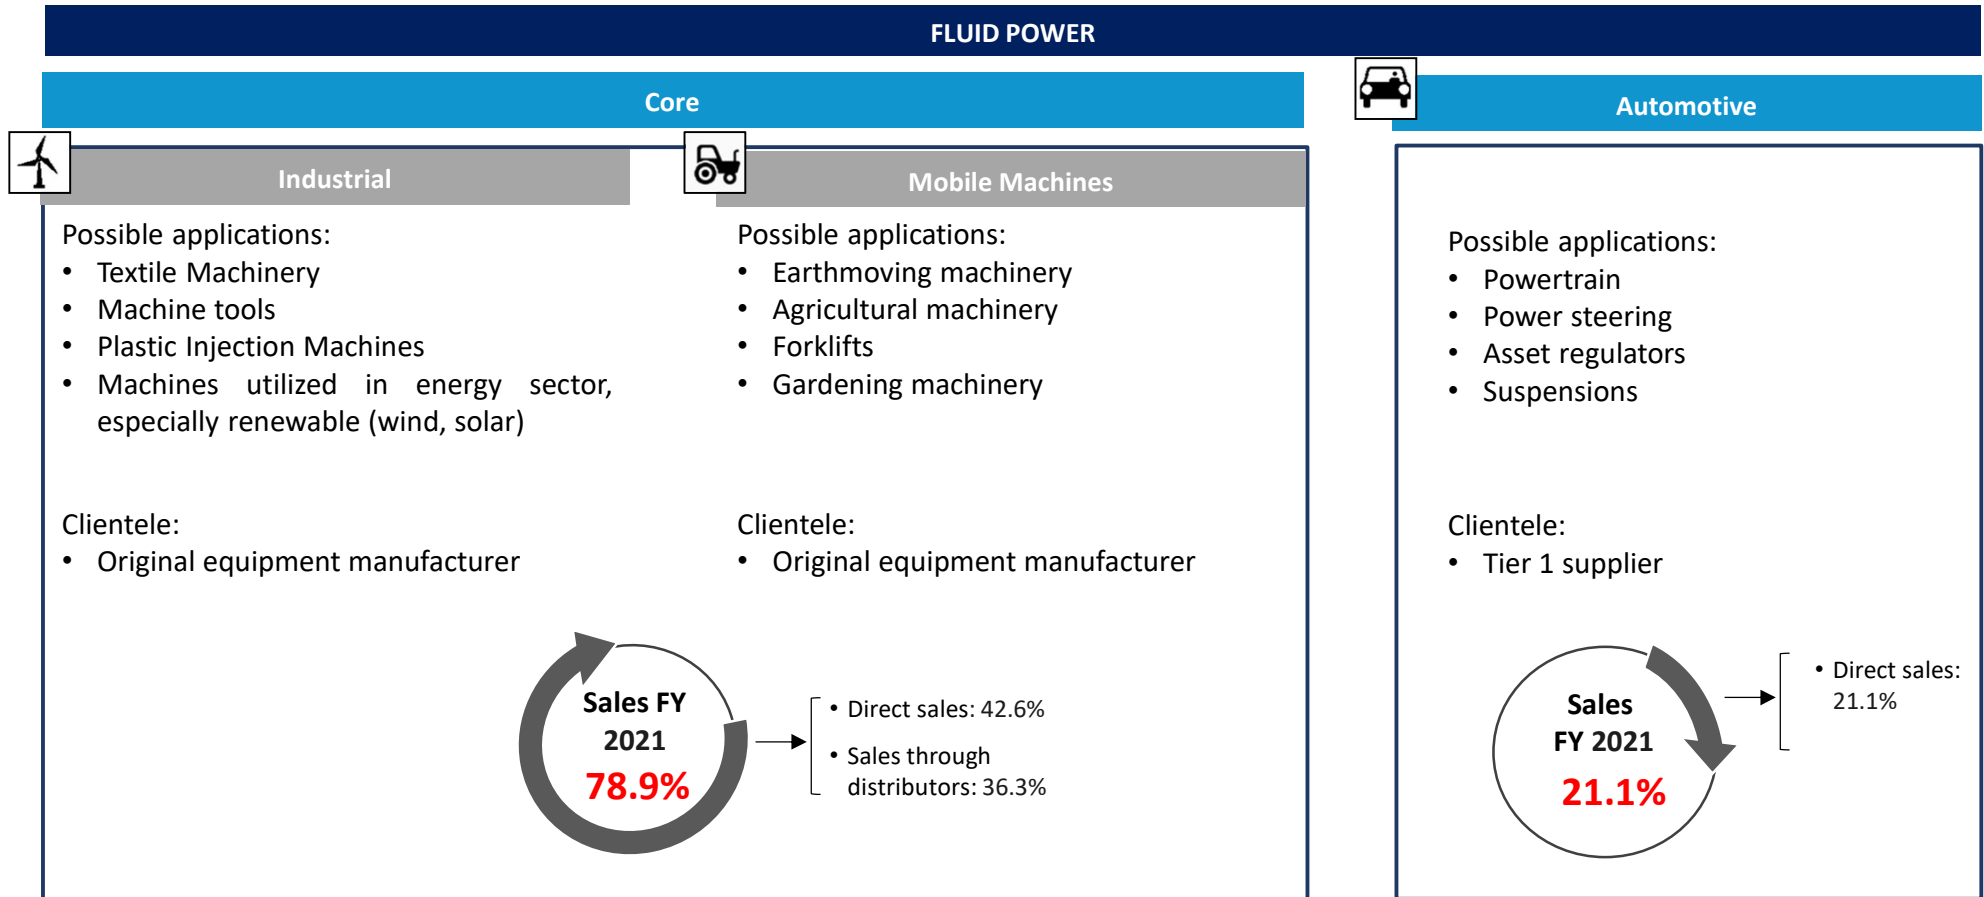 FLUID POWER
Core
Automotive
Industrial
Possible applications:
• Textile Machinery
• Machine tools
• Plastic Injection Machines
• Machines utilized in energy sector,
especially renewable (wind, solar)
Clientele:
• Original equipment manufacturer
Mobile Machines
Possible applications:
• Earthmoving machinery
• Agricultural machinery
• Forklifts
• Gardening machinery
Clientele:
• Original equipment manufacturer
Sales FY
2021
78.9%
• Direct sales: 42.6%
• Sales through
distributors: 36.3%
Possible applications:
• Powertrain
• Power steering
• Asset regulators
• Suspensions
Clientele:
• Tier 1 supplier
Sales
FY 2021
21.1%
• Direct sales:
21.1%